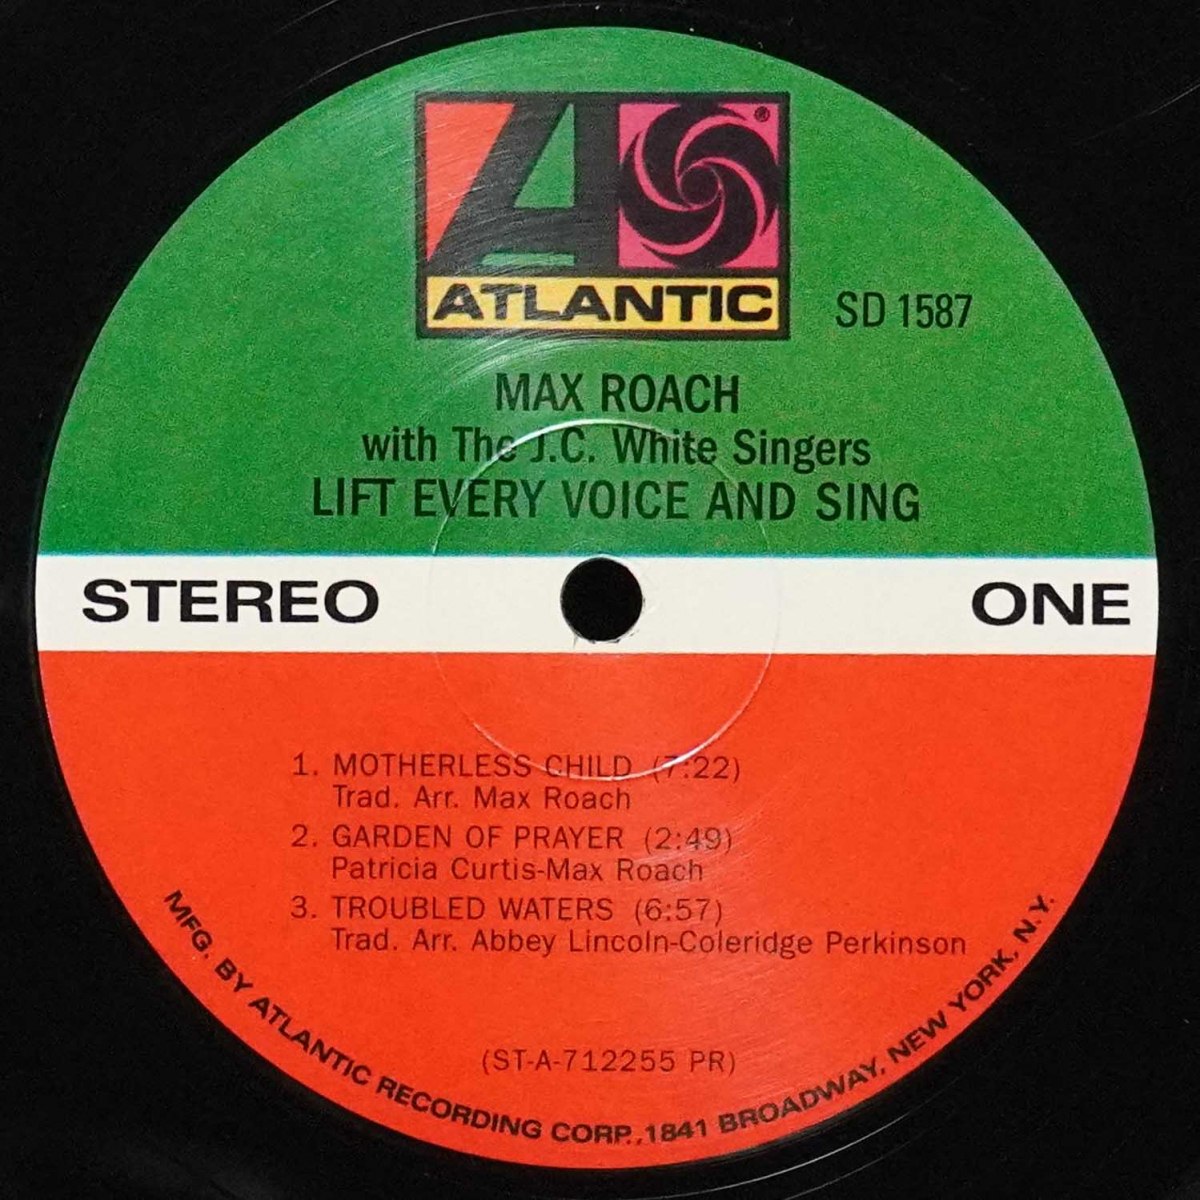 ATLANTIC
®
SD 1587
MAX ROACH
with The J.C. White Singers
LIFT EVERY VOICE AND SING
STEREO
ONE
1. MOTHERLESS CHILD (7:22)
Trad. Arr. Max Roach
2. GARDEN OF PRAYER (2:49)
Patricia Curtis-Max Roach
3. TROUBLED WATERS (6:57)
Trad. Arr. Abbey Lincoln-Coleridge Perkinson
(ST-A-712255 PR)
MFG. BY ATLANTIC RECORDING CORP., 1841 BROADWAY, NEW YORK, N.Y.